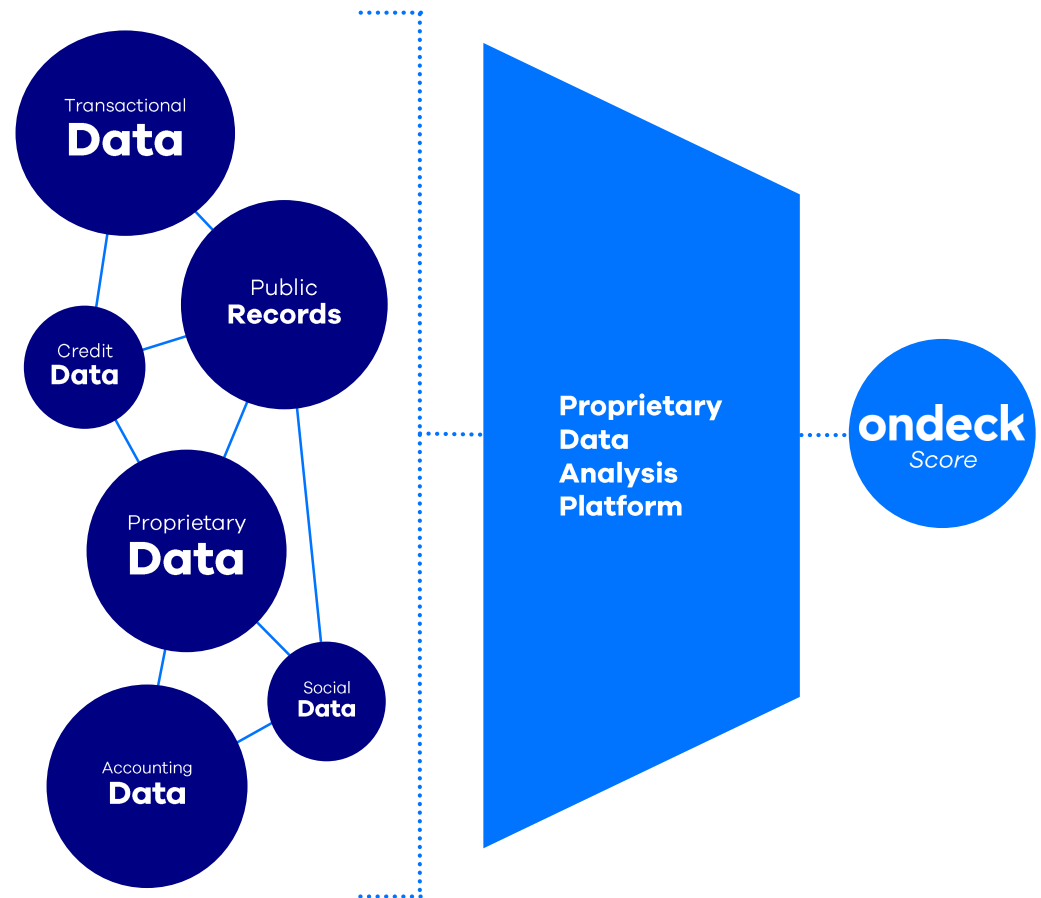 Transactional
Data
Public
Records
Credit
Data
Proprietary
Data
Social
Data
Accounting
Data
Proprietary
Data
Analysis
Platform
ondeck
Score